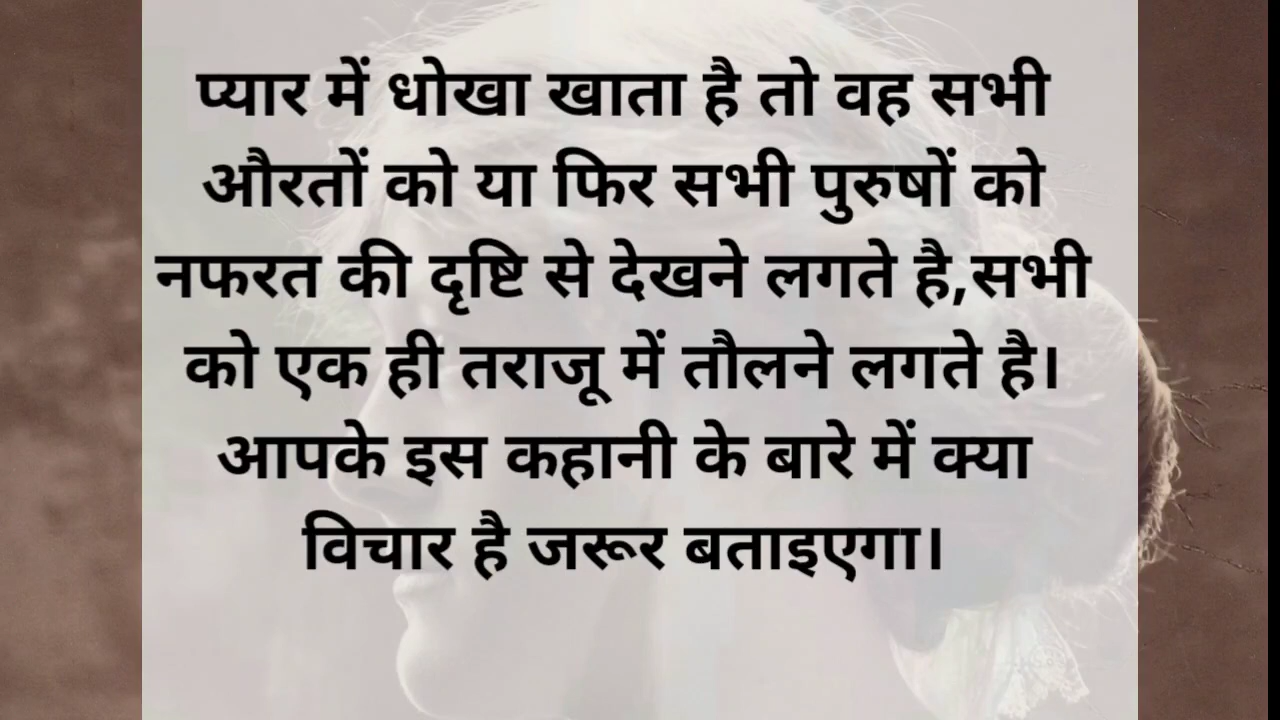 प्यार में धोखा खाता है तो वह सभी
औरतों को या फिर सभी पुरुषों को
नफरत की दृष्टि से देखने लगते है,सभी
को एक ही तराजू में तौलने लगते है।
आपके इस कहानी के बारे में क्या
विचार है जरूर बताइएगा।